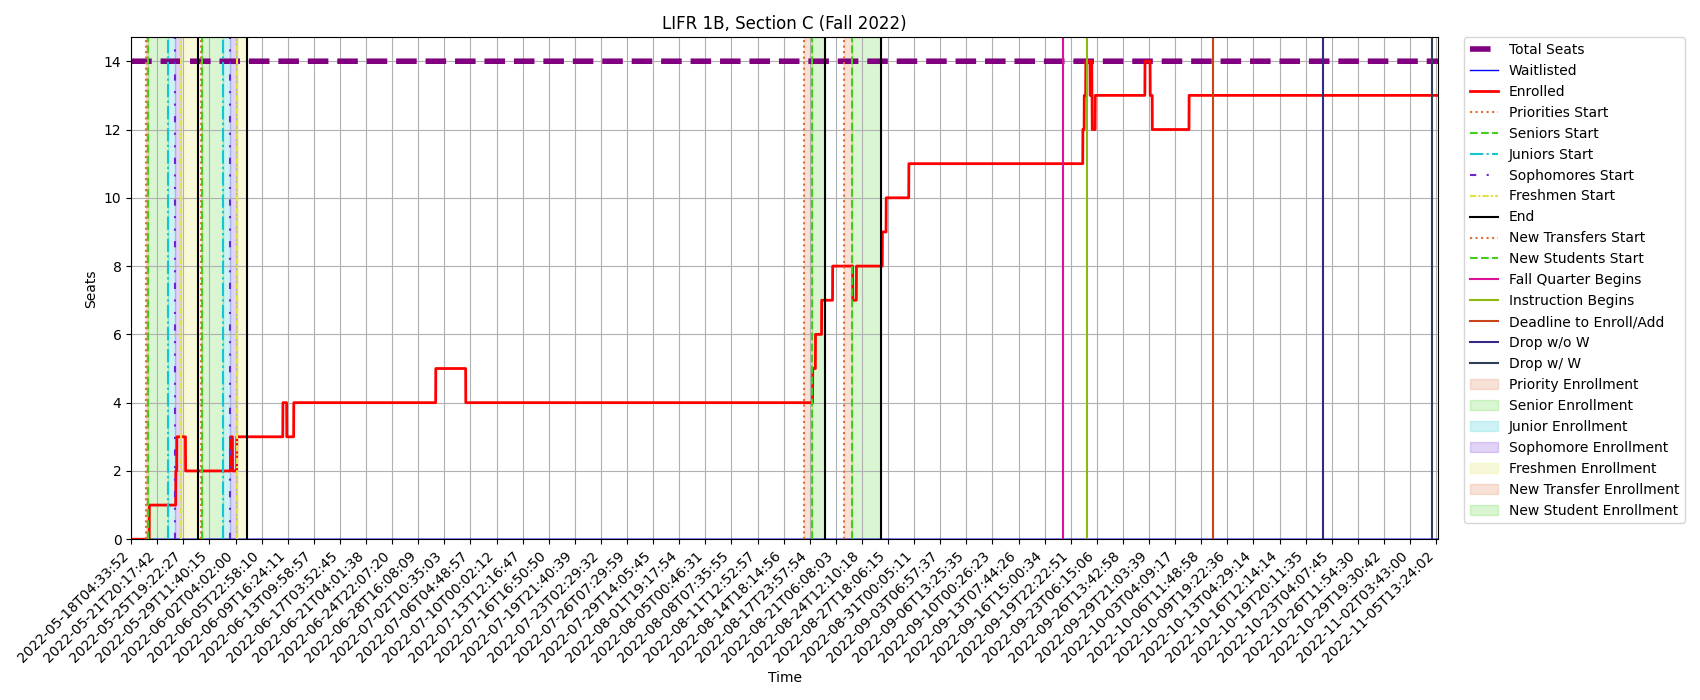 LIFR 1B, Section C (Fall 2022)
Seats
14
12
10
8
6
4
2
0
2022-05-18T04:33:52
2022-05-21T20:17:42
2022-05-25T19:22:27
2022-05-29T11:40:15
2022-06-02T04:02:00
2022-06-05T22:58:10
2022-06-09T16:24:11
2022-06-13T09:58:57
2022-06-17T03:52:45
2022-06-21T04:01:38
2022-06-24T22:07:20
2022-06-28T16:08:09
2022-07-02T10:35:03
2022-07-06T04:48:57
2022-07-10T00:02:12
2022-07-13T12:16:47
2022-07-16T16:50:50
2022-07-19T21:40:39
2022-07-23T02:29:32
2022-07-26T07:29:59
2022-07-29T14:05:45
2022-08-01T19:17:54
2022-08-05T00:46:31
2022-08-08T07:35:55
2022-08-11T12:52:57
2022-08-14T18:14:56
2022-08-17T23:57:54
2022-08-21T06:08:03
2022-08-24T12:10:18
2022-08-27T18:06:15
2022-08-31T00:05:11
2022-09-03T06:57:37
2022-09-06T13:25:35
2022-09-10T00:26:23
2022-09-13T07:44:26
2022-09-16T15:00:34
2022-09-19T22:22:51
2022-09-23T06:15:06
2022-09-26T13:42:58
2022-09-29T21:03:39
2022-10-03T04:09:17
2022-10-06T11:48:58
2022-10-09T19:22:36
2022-10-13T04:29:14
2022-10-16T12:14:14
2022-10-19T20:11:35
2022-10-23T04:07:45
2022-10-26T11:54:30
2022-10-29T19:30:42
2022-11-02T03:43:00
2022-11-05T13:24:02
Time
Total Seats
Waitlisted
Enrolled
Priorities Start
Seniors Start
Juniors Start
Sophomores Start
Freshmen Start
End
New Transfers Start
New Students Start
Fall Quarter Begins
Instruction Begins
Deadline to Enroll/Add
Drop w/o W
Drop w/ W
Priority Enrollment
Senior Enrollment
Junior Enrollment
Sophomore Enrollment
Freshmen Enrollment
New Transfer Enrollment
New Student Enrollment